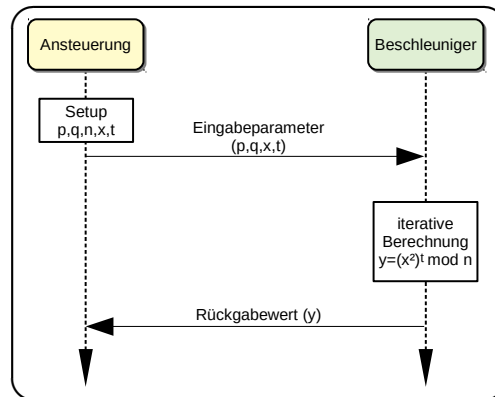 Ansteuerung
Beschleuniger
Setup
p,q,n,x,t
Eingabeparameter
(p,q,x,t)
iterative
Berechnung
y=(x²)ᵗ mod n
Rückgabewert (y)